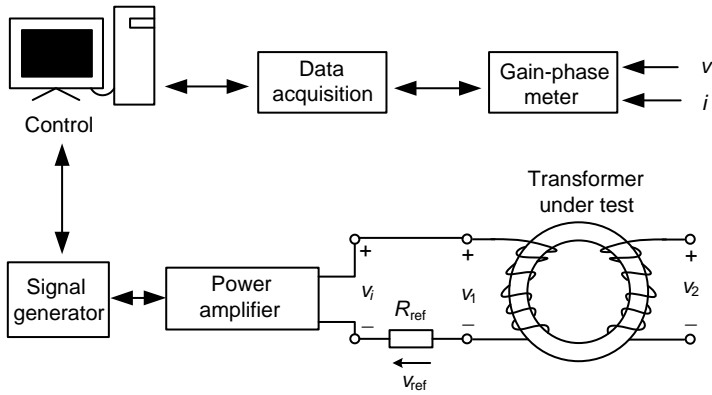 Data
acquisition
Gain-phase
meter
v
i
Control
Transformer
under test
Signal
generator
Power
amplifier
+
+
+
vi
Rref
v1
v2
−
−
−
vref